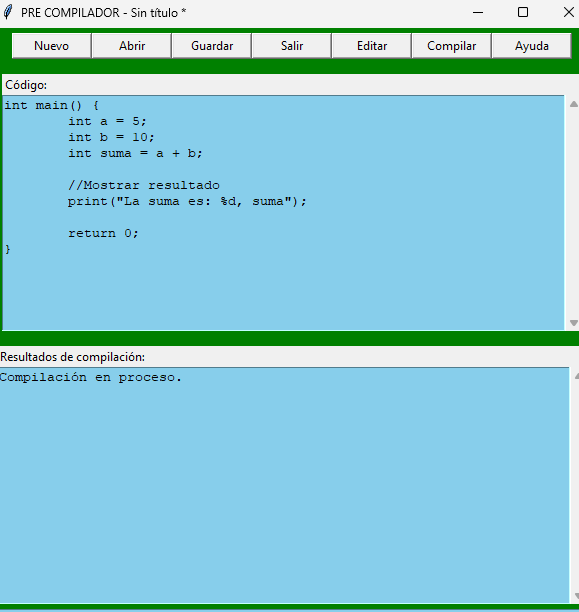 PRE COMPILADOR - Sin título *
Nuevo Abrir Guardar Salir Editar Compilar Ayuda
Código:
int main() {
        int a = 5;
        int b = 10;
        int suma = a + b;

        //Mostrar resultado
        print("La suma es: %d, suma");

        return 0;
}
Resultados de compilación:
Compilación en proceso.